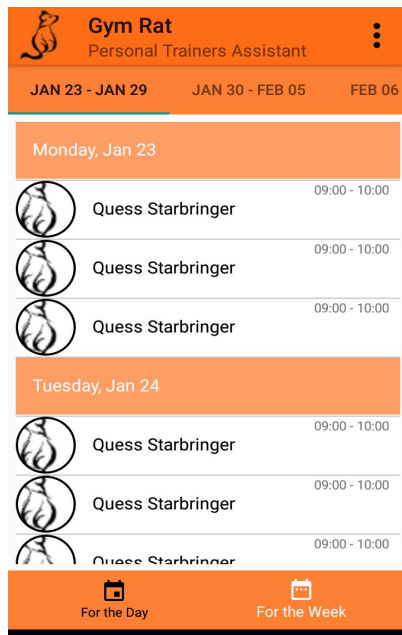 Gym Rat
Personal Trainers Assistant
JAN 23 - JAN 29 JAN 30 - FEB 05 FEB 06
Monday, Jan 23
09:00 - 10:00
Quess Starbringer
09:00 - 10:00
Quess Starbringer
09:00 - 10:00
Quess Starbringer
Tuesday, Jan 24
09:00 - 10:00
Quess Starbringer
09:00 - 10:00
Quess Starbringer
09:00 - 10:00
Quess Starbringer
For the Day For the Week